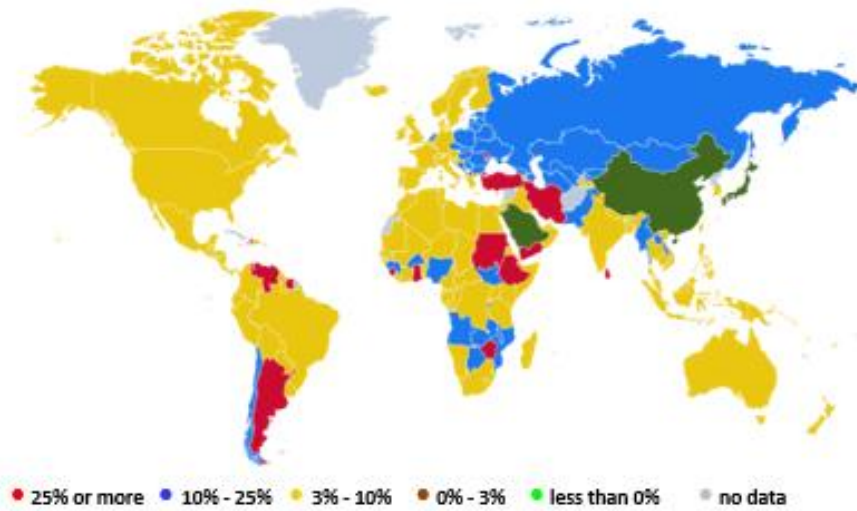 25% or more 10% - 25% 3% - 10% 0% - 3% less than 0% no data